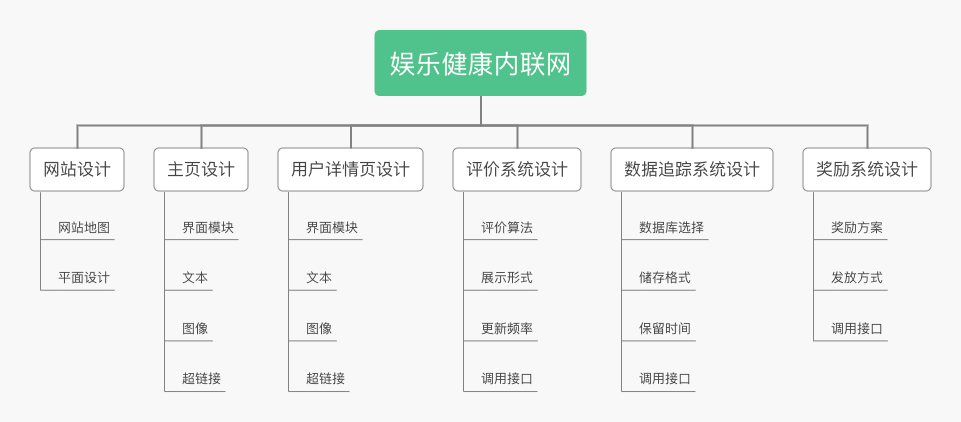 娱乐健康内联网
网站设计
网站地图
平面设计
主页设计
界面模块
文本
图像
超链接
用户详情页设计
界面模块
文本
图像
超链接
评价系统设计
评价算法
展示形式
更新频率
调用接口
数据追踪系统设计
数据库选择
储存格式
保留时间
调用接口
奖励系统设计
奖励方案
发放方式
调用接口